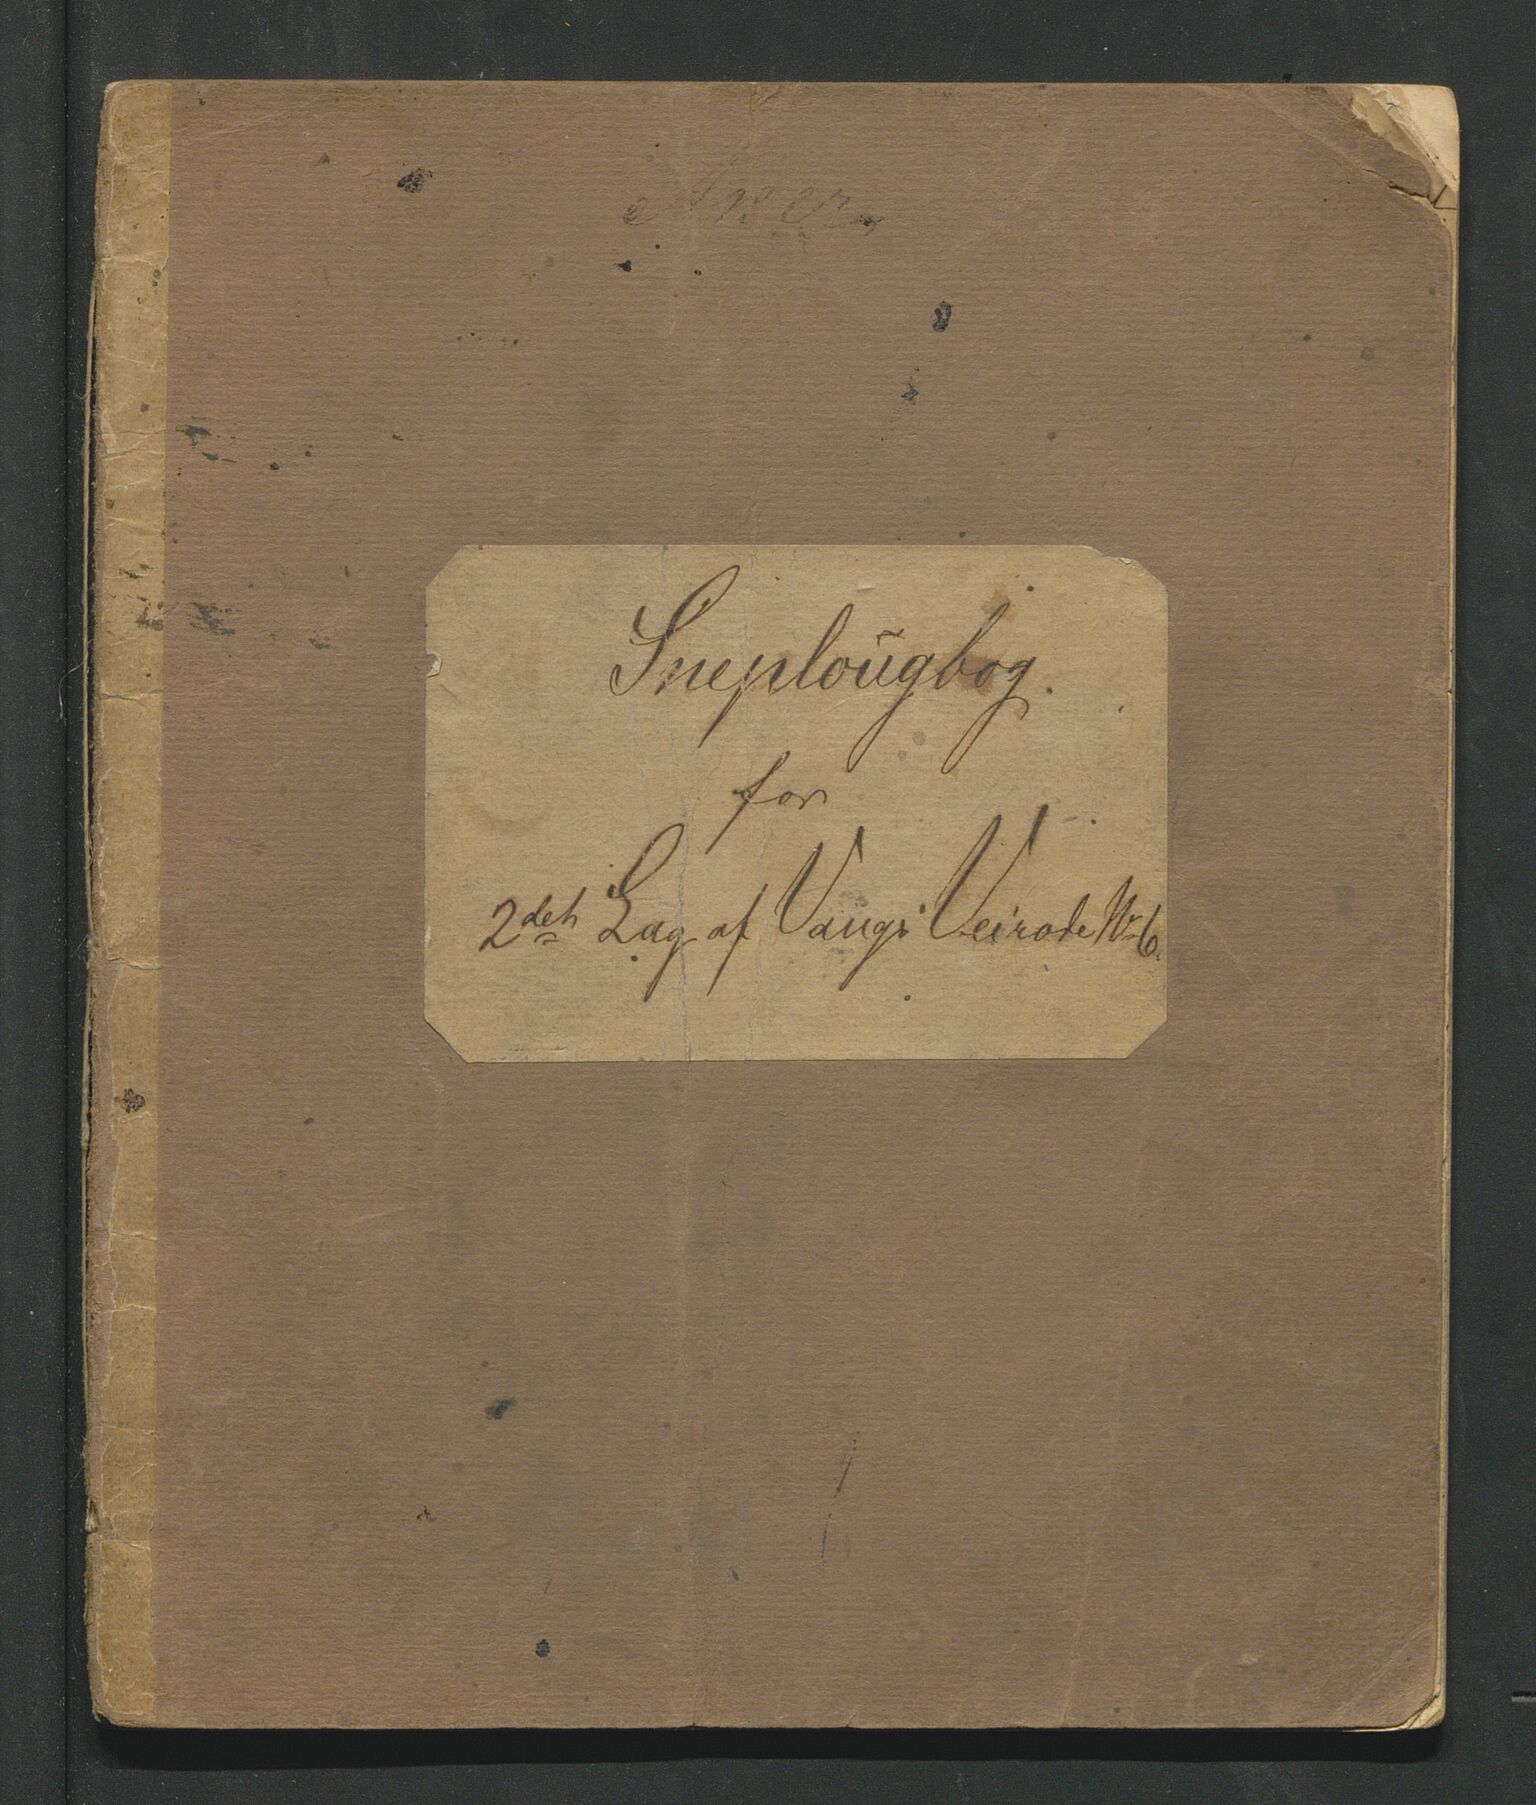 Sneplougbog.
for
2det Lag af Vangs Veirode No 6.